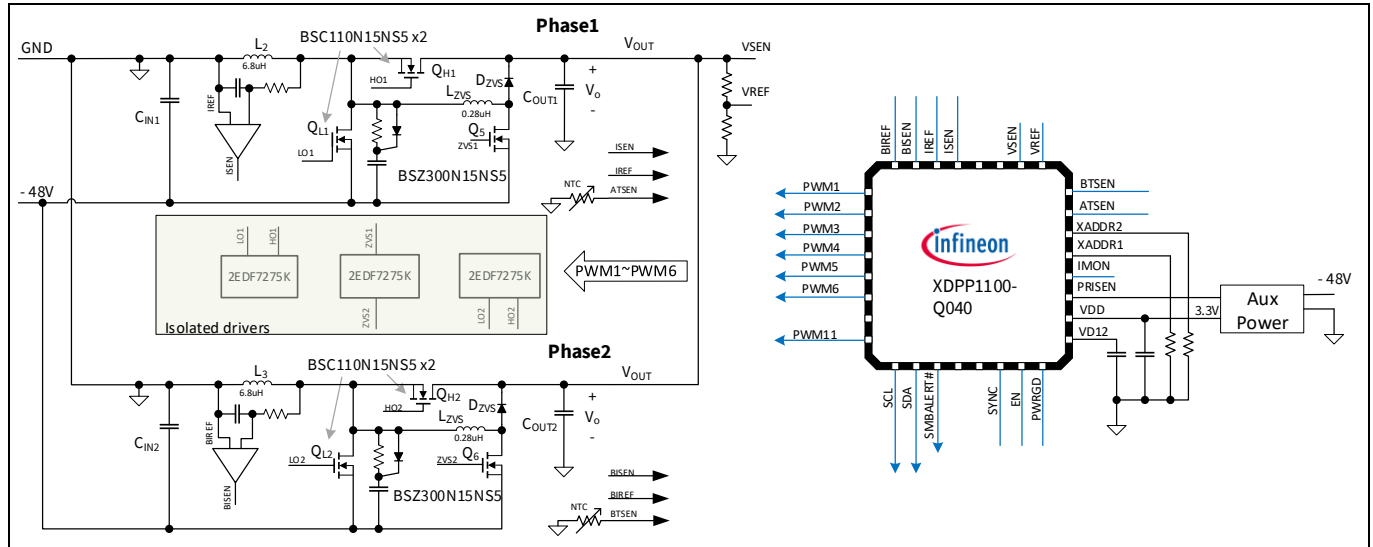 Phase1
GND
L2
6.8uH
BSC110N15NS5 x2
VOUT
VSEN
HO1
QH1
DZVS
LZVS
0.28uH
COUT1
+
Vo
-
VREF
CIN1
IREF
ISEN
QL1
LO1
Q5
ZVS1
BSZ300N15NS5
ISEN
IREF
NTC
ATSEN
- 48V
LO1
HO1
ZVS1
2EDF7275K
2EDF7275K
2EDF7275K
ZVS2
LO2
HO2
Isolated drivers
PWM1~PWM6
Phase2
L3
6.8uH
BSC110N15NS5 x2
VOUT
HO2
QH2
DZVS
LZVS
0.28uH
COUT2
+
Vo
-
CIN2
BIREF
BISEN
QL2
LO2
ZVS2
Q6
BSZ300N15NS5
BISEN
BIREF
NTC
BTSEN
BIREF
BISEN
IREF
ISEN
VSEN
VREF
PWM1
PWM2
PWM3
PWM4
PWM5
PWM6
PWM11
infineon
XDPP1100-
Q040
BTSEN
ATSEN
XADDR2
XADDR1
IMON
PRISEN
VDD
3.3V
VD12
Aux
Power
- 48V
SCL
SDA
SMBALERT#
SYNC
EN
PWRGD